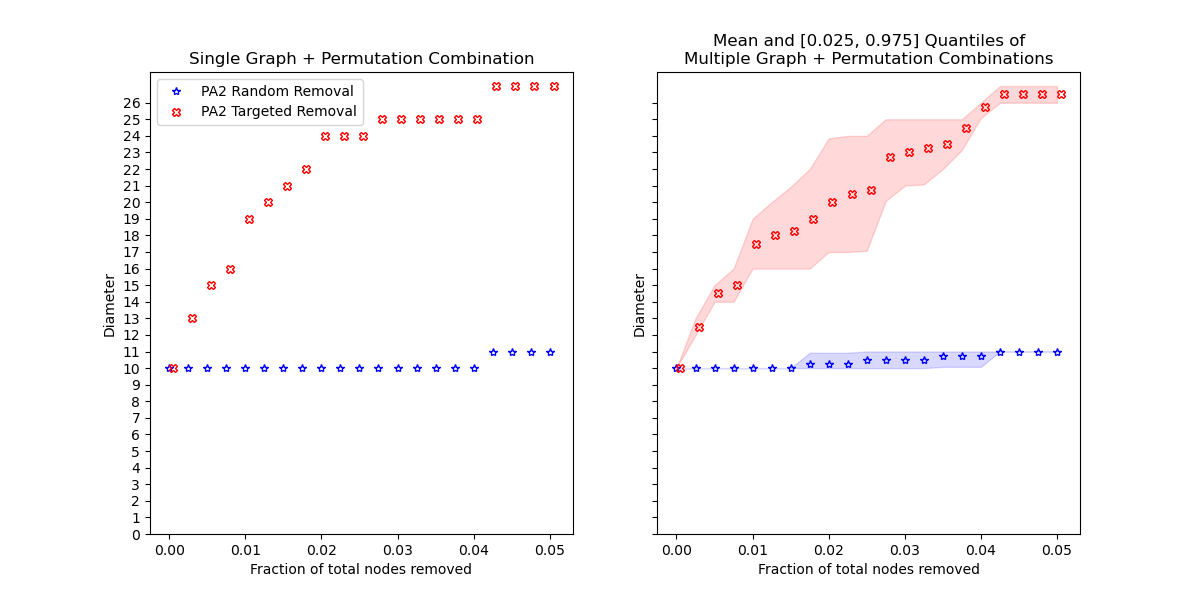 Single Graph + Permutation Combination
PA2 Random Removal
PA2 Targeted Removal
Diameter
26
25
24
23
22
21
20
19
18
17
16
15
14
13
12
11
10
9
8
7
6
5
4
3
2
1
0
0.00 0.01 0.02 0.03 0.04 0.05
Fraction of total nodes removed
Mean and [0.025, 0.975] Quantiles of
Multiple Graph + Permutation Combinations
Diameter
0.00 0.01 0.02 0.03 0.04 0.05
Fraction of total nodes removed